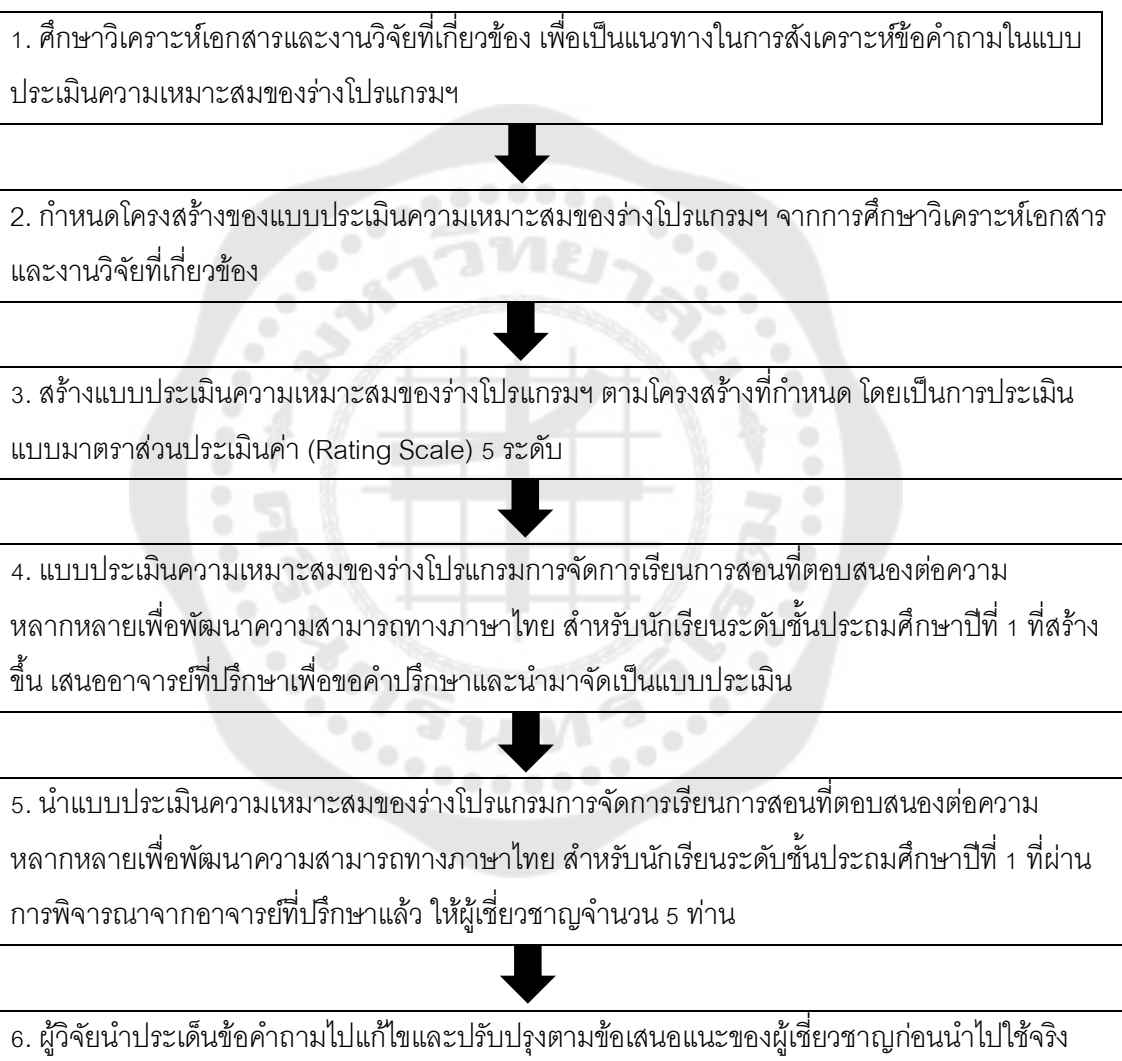 1. ศึกษาวิเคราะห์เอกสารและงานวิจัยที่เกี่ยวข้อง เพื่อเป็นแนวทางในการสังเคราะห์ข้อคำถามในแบบ
ประเมินความเหมาะสมของร่างโปรแกรมฯ
2. กำหนดโครงสร้างของแบบประเมินความเหมาะสมของร่างโปรแกรมฯ จากการศึกษาวิเคราะห์เอกสาร
และงานวิจัยที่เกี่ยวข้อง
3. สร้างแบบประเมินความเหมาะสมของร่างโปรแกรมฯ ตามโครงสร้างที่กำหนด โดยเป็นการประเมิน
แบบมาตราส่วนประเมินค่า (Rating Scale) 5 ระดับ
4. แบบประเมินความเหมาะสมของร่างโปรแกรมการจัดการเรียนการสอนที่ตอบสนองต่อความ
หลากหลายเพื่อพัฒนาความสามารถทางภาษาไทย สำหรับนักเรียนระดับชั้นประถมศึกษาปีที่ 1 ที่สร้าง
ขึ้น เสนออาจารย์ที่ปรึกษาเพื่อขอคำปรึกษาและนำมาจัดเป็นแบบประเมิน
5. นำแบบประเมินความเหมาะสมของร่างโปรแกรมการจัดการเรียนการสอนที่ตอบสนองต่อความ
หลากหลายเพื่อพัฒนาความสามารถทางภาษาไทย สำหรับนักเรียนระดับชั้นประถมศึกษาปีที่ 1 ที่ผ่าน
การพิจารณาจากอาจารย์ที่ปรึกษาแล้ว ให้ผู้เชี่ยวชาญจำนวน 5 ท่าน
6. ผู้วิจัยนำประเด็นข้อคำถามไปแก้ไขและปรับปรุงตามข้อเสนอแนะของผู้เชี่ยวชาญก่อนนำไปใช้จริง
มหาวิทยาลัย
ศรีนครินทรวิโรฒ